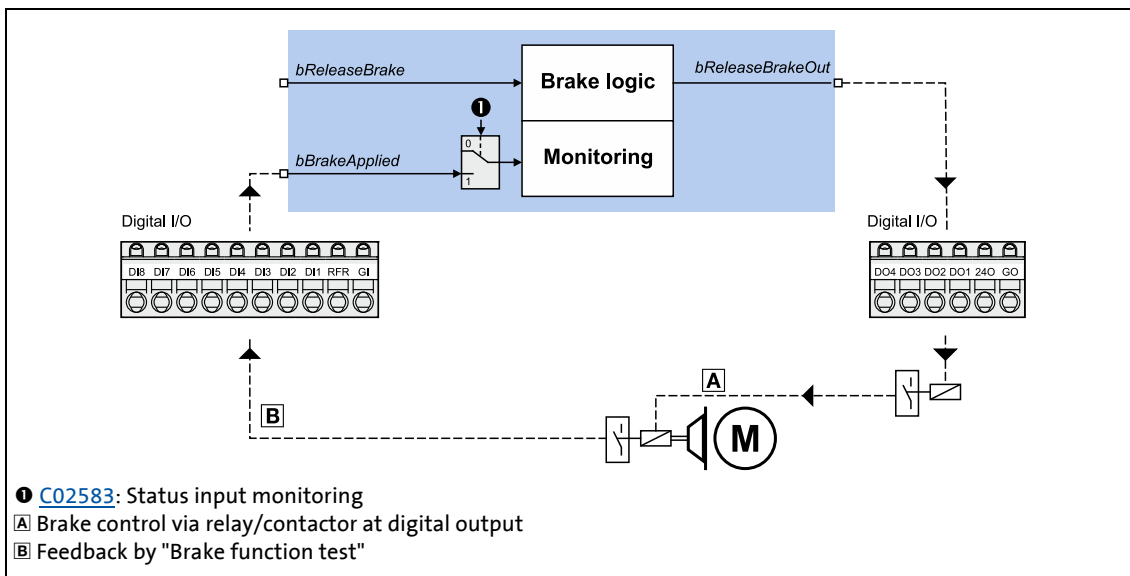 bReleaseBrake
Brake logic
bReleaseBrakeOut
❶
0
bBrakeApplied
1
Monitoring
Digital I/O
DI8 DI7 DI6 DI5 DI4 DI3 DI2 DI1 RFR GI
Digital I/O
DO4 DO3 DO2 DO1 24O GO
A
B
M
❶ C02583: Status input monitoring
A Brake control via relay/contactor at digital output
B Feedback by "Brake function test"